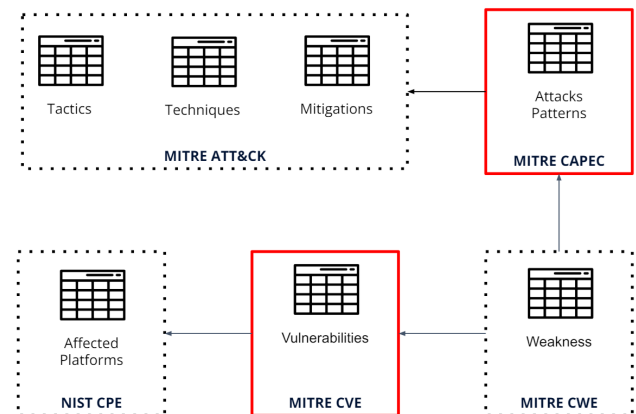 Tactics
Techniques
Mitigations
MITRE ATT&CK
Attacks
Patterns
MITRE CAPEC
Affected
Platforms
NIST CPE
Vulnerabilities
MITRE CVE
Weakness
MITRE CWE